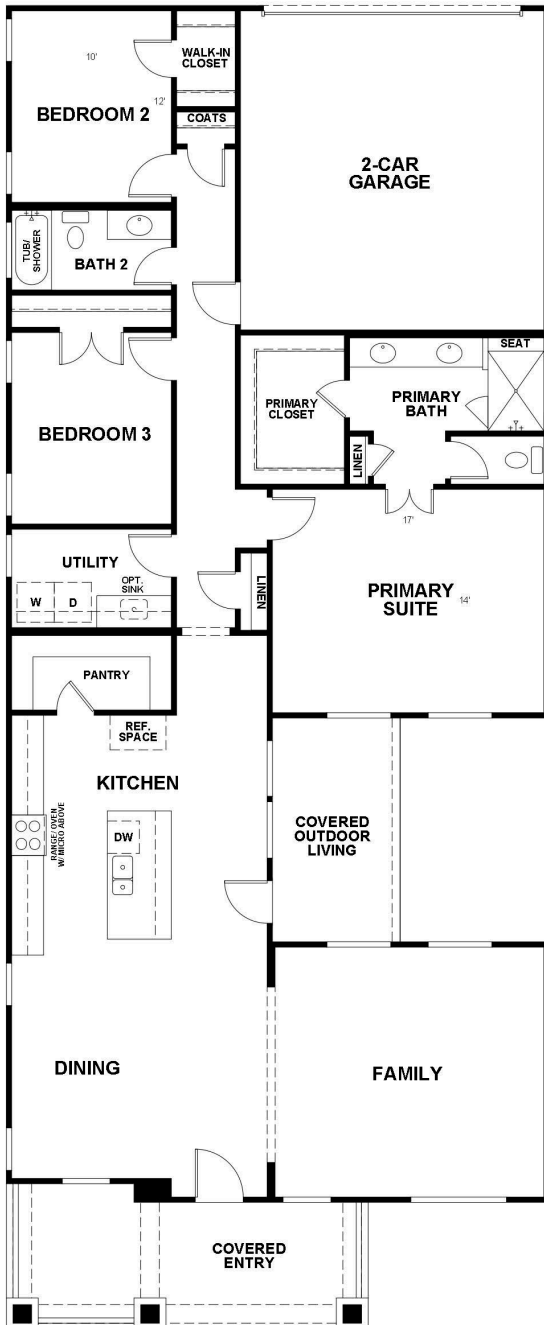 10'
WALK-IN
CLOSET
12'
BEDROOM 2
COATS
2-CAR
GARAGE
TUB/
SHOWER
BATH 2
SEAT
PRIMARY
CLOSET
PRIMARY
BATH
BEDROOM 3
LINEN
17'
UTILITY
OPT.
SINK
W
D
LINEN
PRIMARY
SUITE
14'
PANTRY
REF.
SPACE
KITCHEN
RANGE/OVEN
W/ MICRO ABOVE
DW
COVERED
OUTDOOR
LIVING
DINING
FAMILY
COVERED
ENTRY